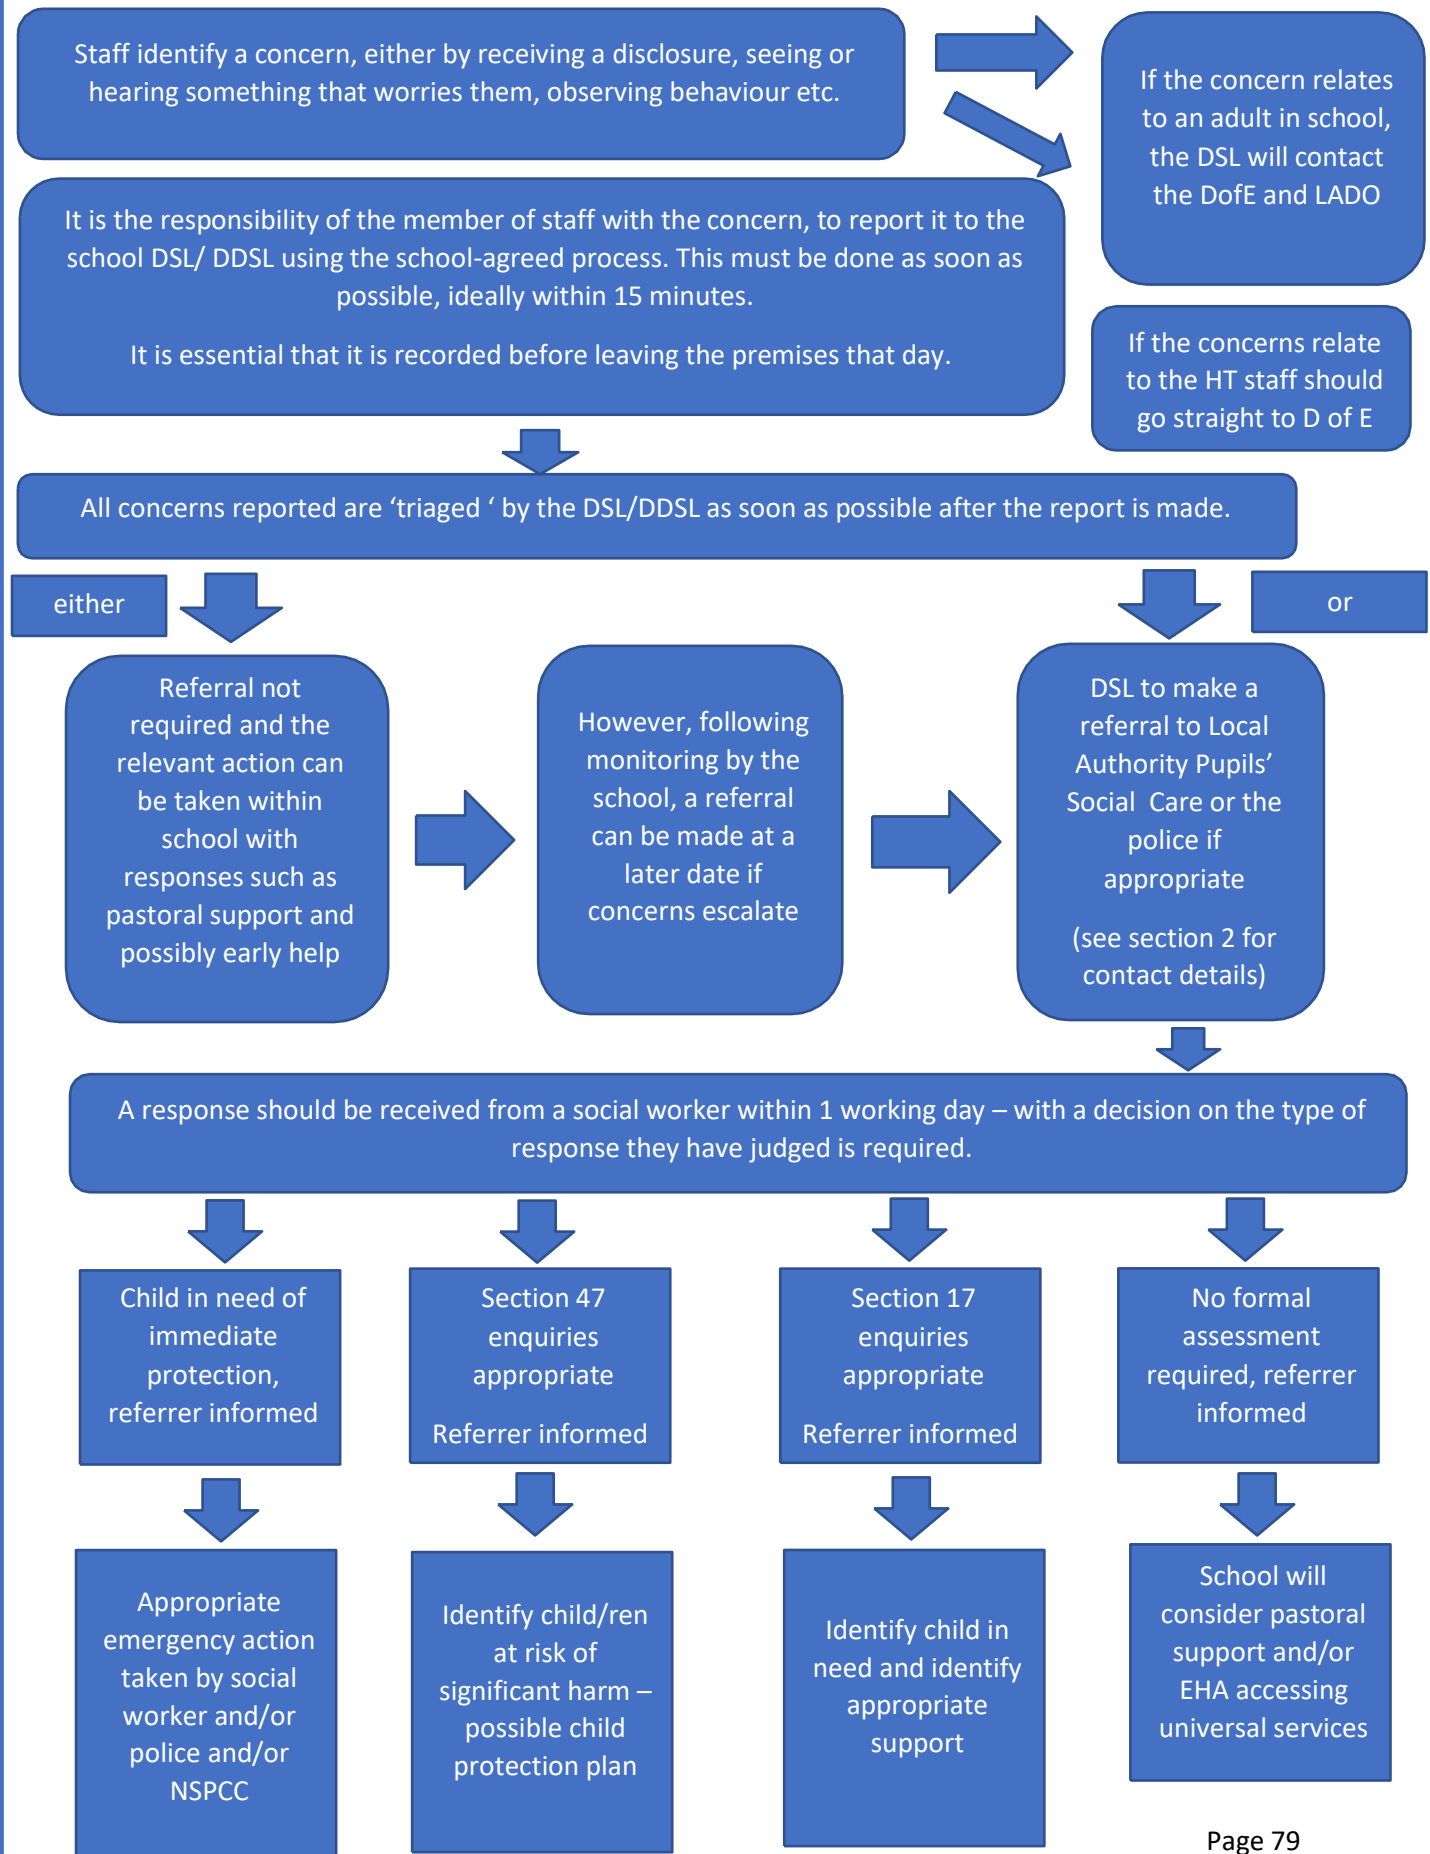 Staff identify a concern, either by receiving a disclosure, seeing or
hearing something that worries them, observing behaviour etc.
If the concern relates
to an adult in school,
the DSL will contact
the DofE and LADO
It is the responsibility of the member of staff with the concern, to report it to the
school DSL/ DDSL using the school-agreed process. This must be done as soon as
possible, ideally within 15 minutes.
It is essential that it is recorded before leaving the premises that day.
If the concerns relate
to the HT staff should
go straight to D of E
All concerns reported are ‘triaged ‘ by the DSL/DDSL as soon as possible after the report is made.
either
or
Referral not
required and the
relevant action can
be taken within
school with
responses such as
pastoral support and
possibly early help
However, following
monitoring by the
school, a referral
can be made at a
later date if
concerns escalate
DSL to make a
referral to Local
Authority Pupils’
Social  Care or the
police if
appropriate
(see section 2 for
contact details)
A response should be received from a social worker within 1 working day – with a decision on the type of
response they have judged is required.
Child in need of
immediate
protection,
referrer informed
Section 47
enquiries
appropriate
Referrer informed
Section 17
enquiries
appropriate
Referrer informed
No formal
assessment
required, referrer
informed
Appropriate
emergency action
taken by social
worker and/or
police and/or
NSPCC
Identify child/ren
at risk of
significant harm –
possible child
protection plan
Identify child in
need and identify
appropriate
support
School will
consider pastoral
support and/or
EHA accessing
universal services
Page 79